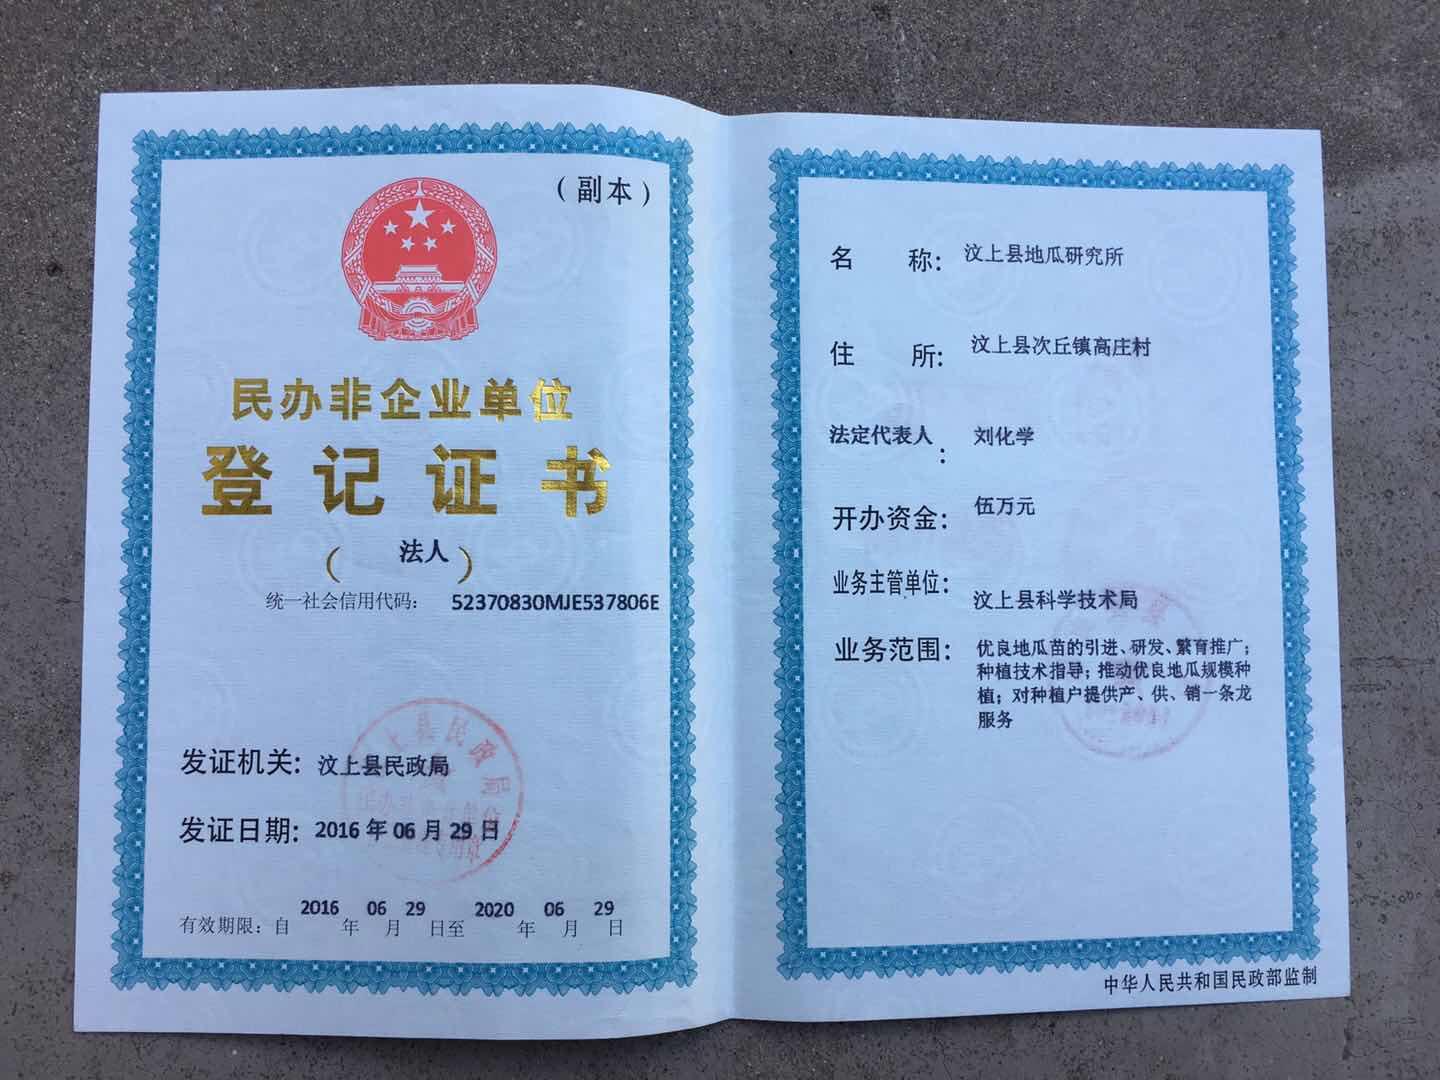 （副本）
民办非企业单位
登记证书
（法人）
统一社会信用代码： 52370830MJE537806E
发证机关： 汶上县民政局
发证日期： 2016 年 06 月 29 日
有效期限：自 2016 年 06 月 29 日至 2020 年 06 月 29 日
名称： 汶上县地瓜研究所
住所： 汶上县次丘镇高庄村
法定代表人： 刘化学
开办资金： 伍万元
业务主管单位： 汶上县科学技术局
业务范围： 优良地瓜苗的引进、研发、繁育推广；
种植技术指导；推动优良地瓜规模种
植；对种植户提供产、供、销一条龙
服务
中华人民共和国民政部监制